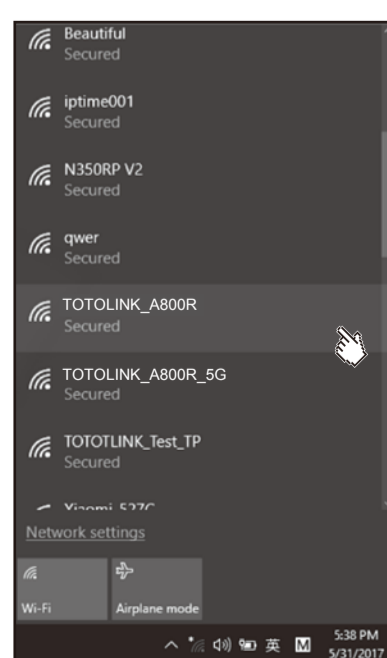 Beautiful
Secured
iptime001
Secured
N350RP V2
Secured
qwer
Secured
TOTOLINK_A800R
Secured
TOTOLINK_A800R_5G
Secured
TOTOTLINK_Test_TP
Secured
Xiaomi_527C
Network settings
Wi-Fi
Airplane mode
英 M 5:38 PM
5/31/2017